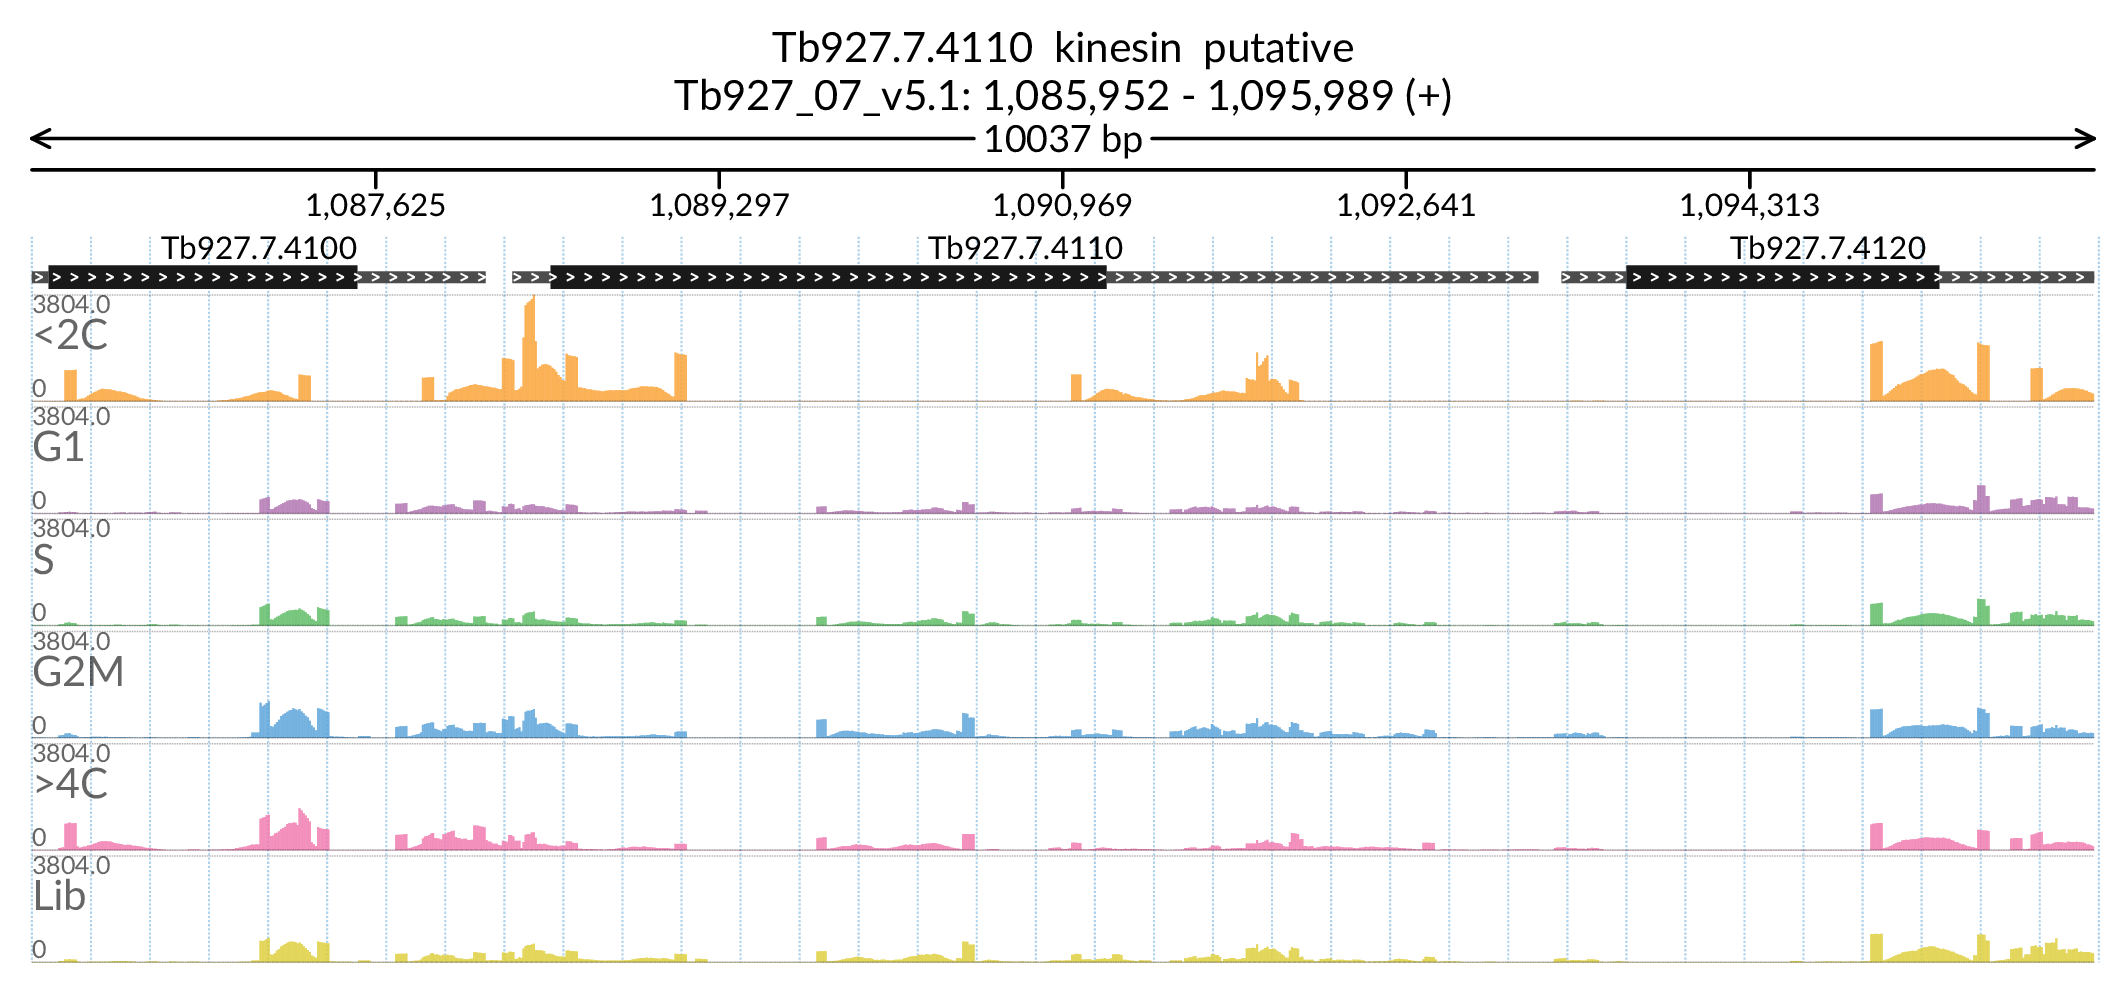 Tb927.7.4110 kinesin putative
Tb927_07_v5.1: 1,085,952 - 1,095,989 (+)
10037 bp
1,087,625 1,089,297 1,090,969 1,092,641 1,094,313
Tb927.7.4100 Tb927.7.4110 Tb927.7.4120
3804.0
<2C
0
3804.0
G1
0
3804.0
S
0
3804.0
G2M
0
3804.0
>4C
0
3804.0
Lib
0